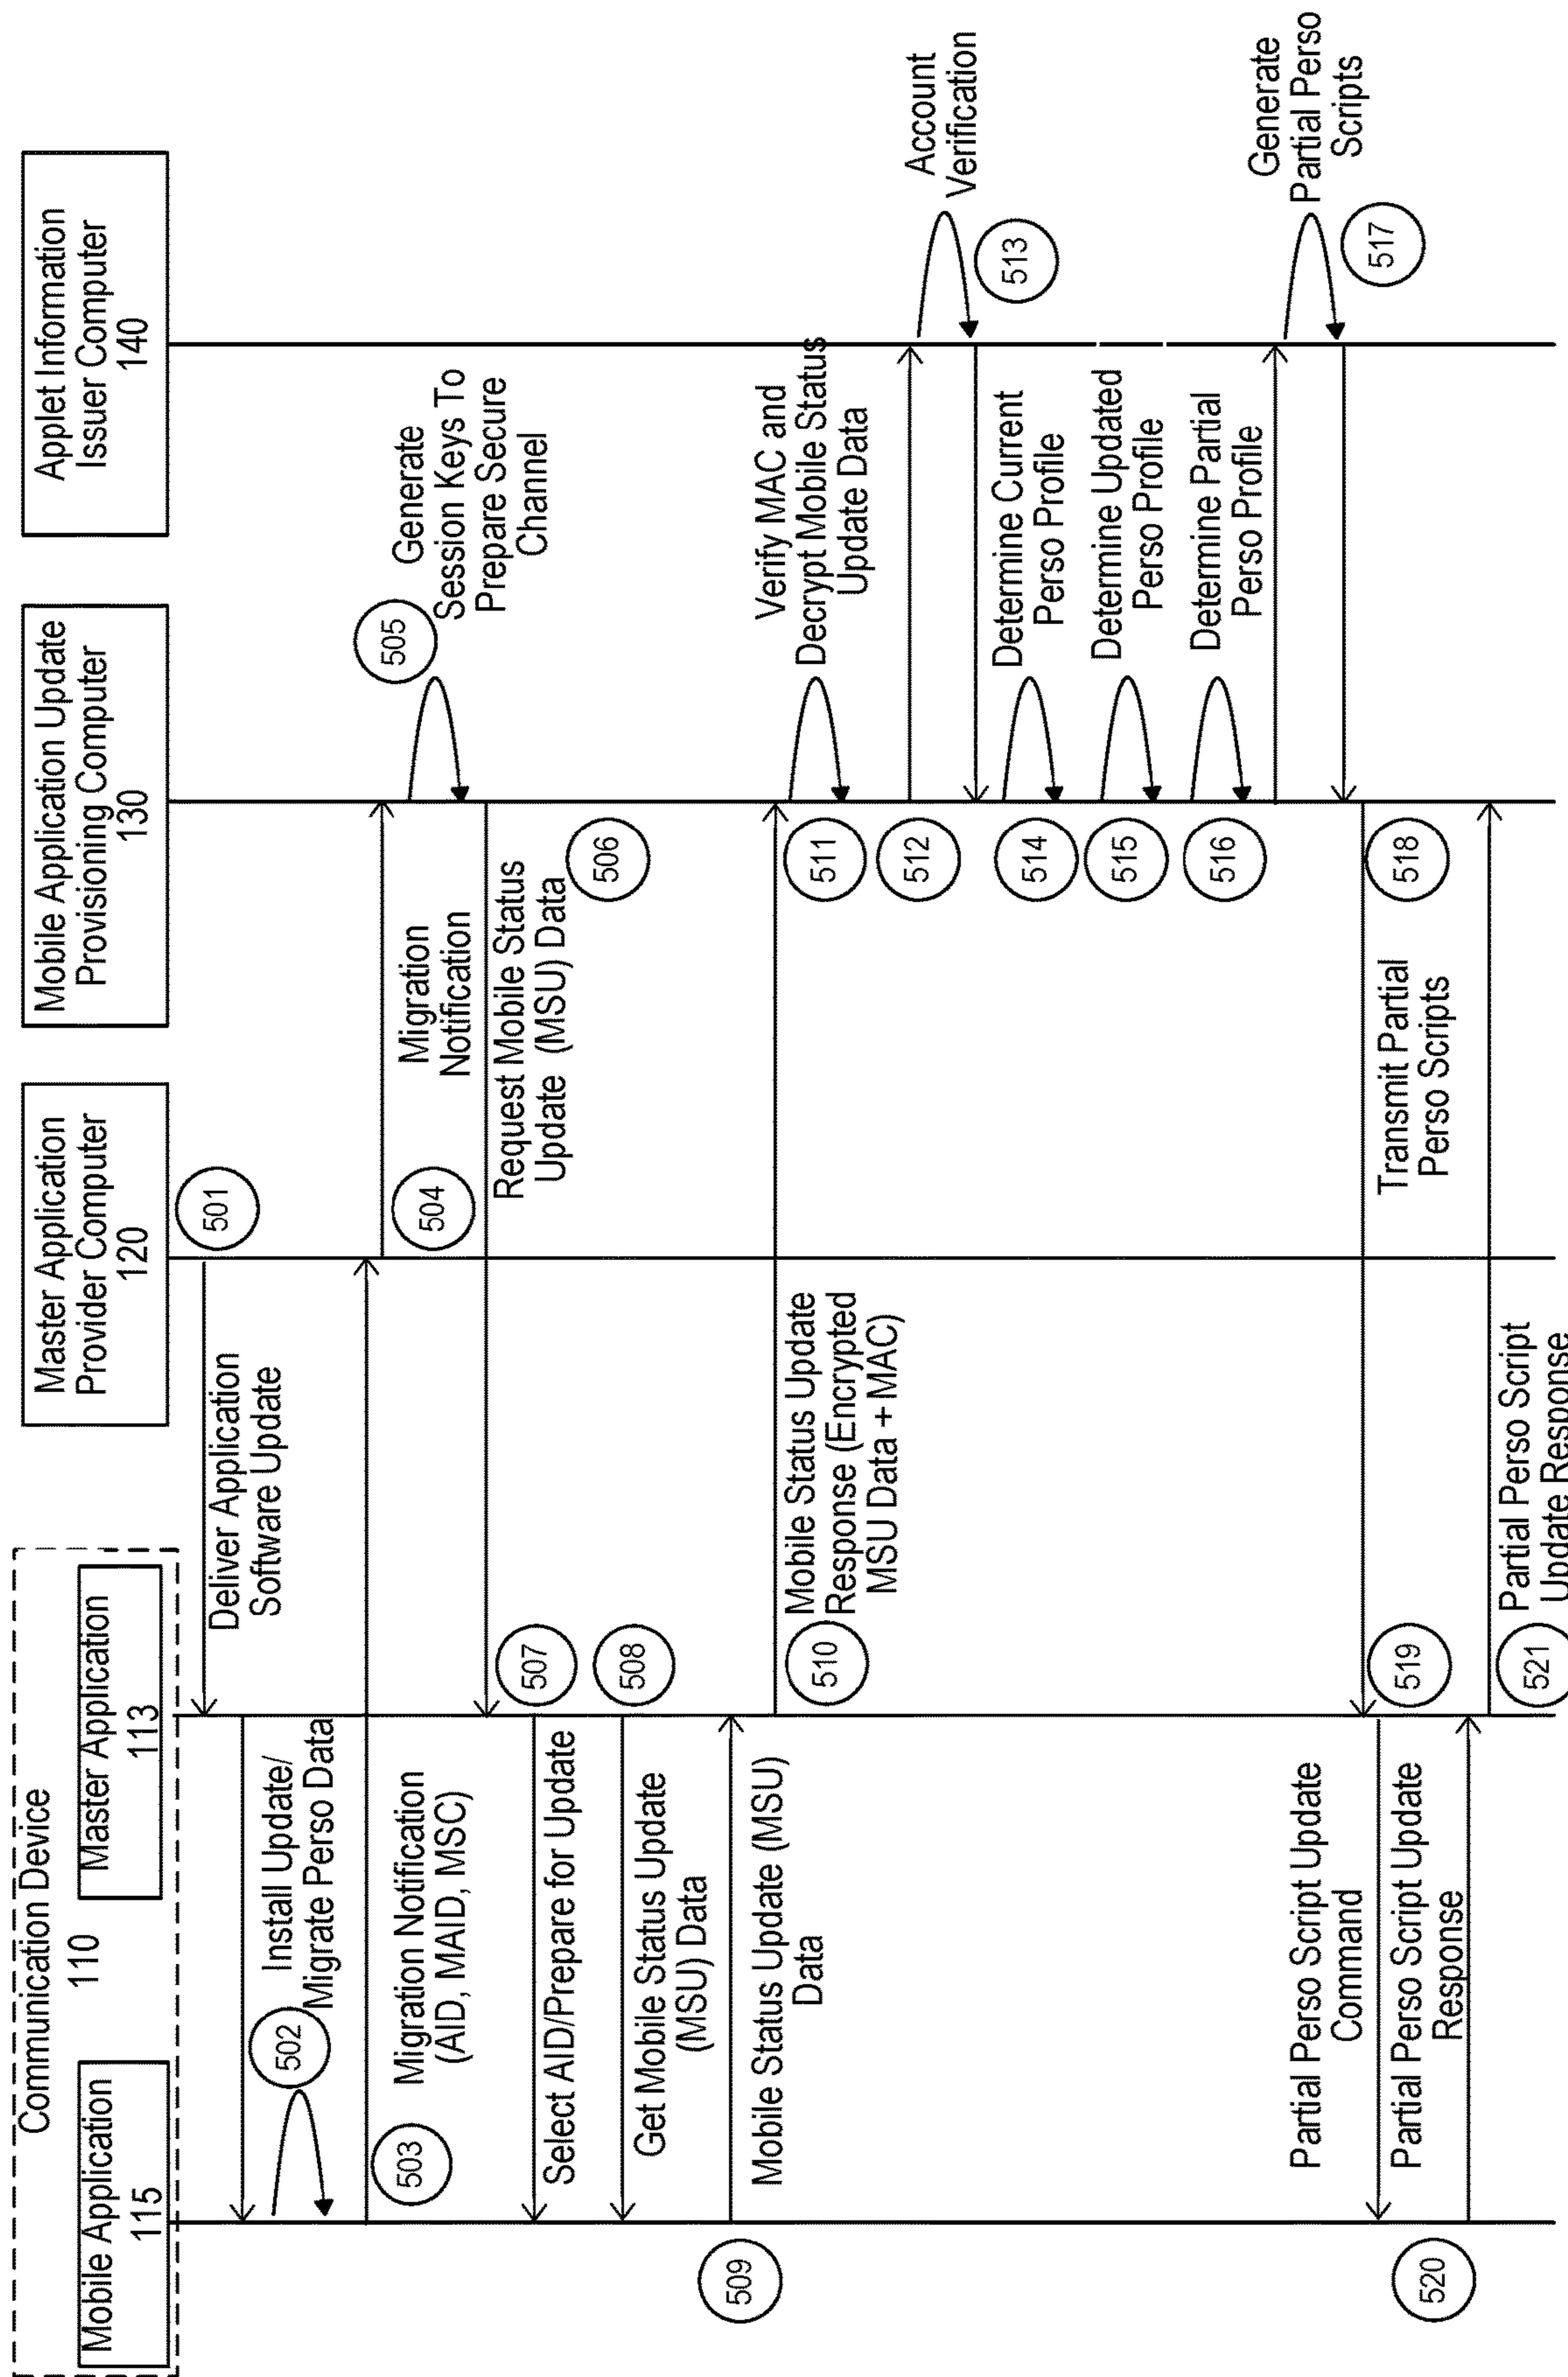 Communication Device
110
Mobile Application
115
Master Application
113
Master Application
Provider Computer
120
Mobile Application Update
Provisioning Computer
130
Applet Information
Issuer Computer
140
501
Deliver Application
Software Update
Install Update/
Migrate Perso Data
502
503
Migration Notification
(AID, MAID, MSC)
504
Migration
Notification
505
Generate
Session Keys To
Prepare Secure
Channel
Request Mobile Status
Update (MSU) Data
506
507
Select AID/Prepare for Update
508
Get Mobile Status Update
(MSU) Data
509
Mobile Status Update (MSU)
Data
510
Mobile Status Update
Response (Encrypted
MSU Data + MAC)
511
Verify MAC and
Decrypt Mobile Status
Update Data
512
Account
Verification
513
514
Determine Current
Perso Profile
515
Determine Updated
Perso Profile
516
Determine Partial
Perso Profile
Generate
Partial Perso
Scripts
517
518
Transmit Partial
Perso Scripts
519
Partial Perso Script Update
Command
520
Partial Perso Script Update
Response
521
Partial Perso Script
Update Response